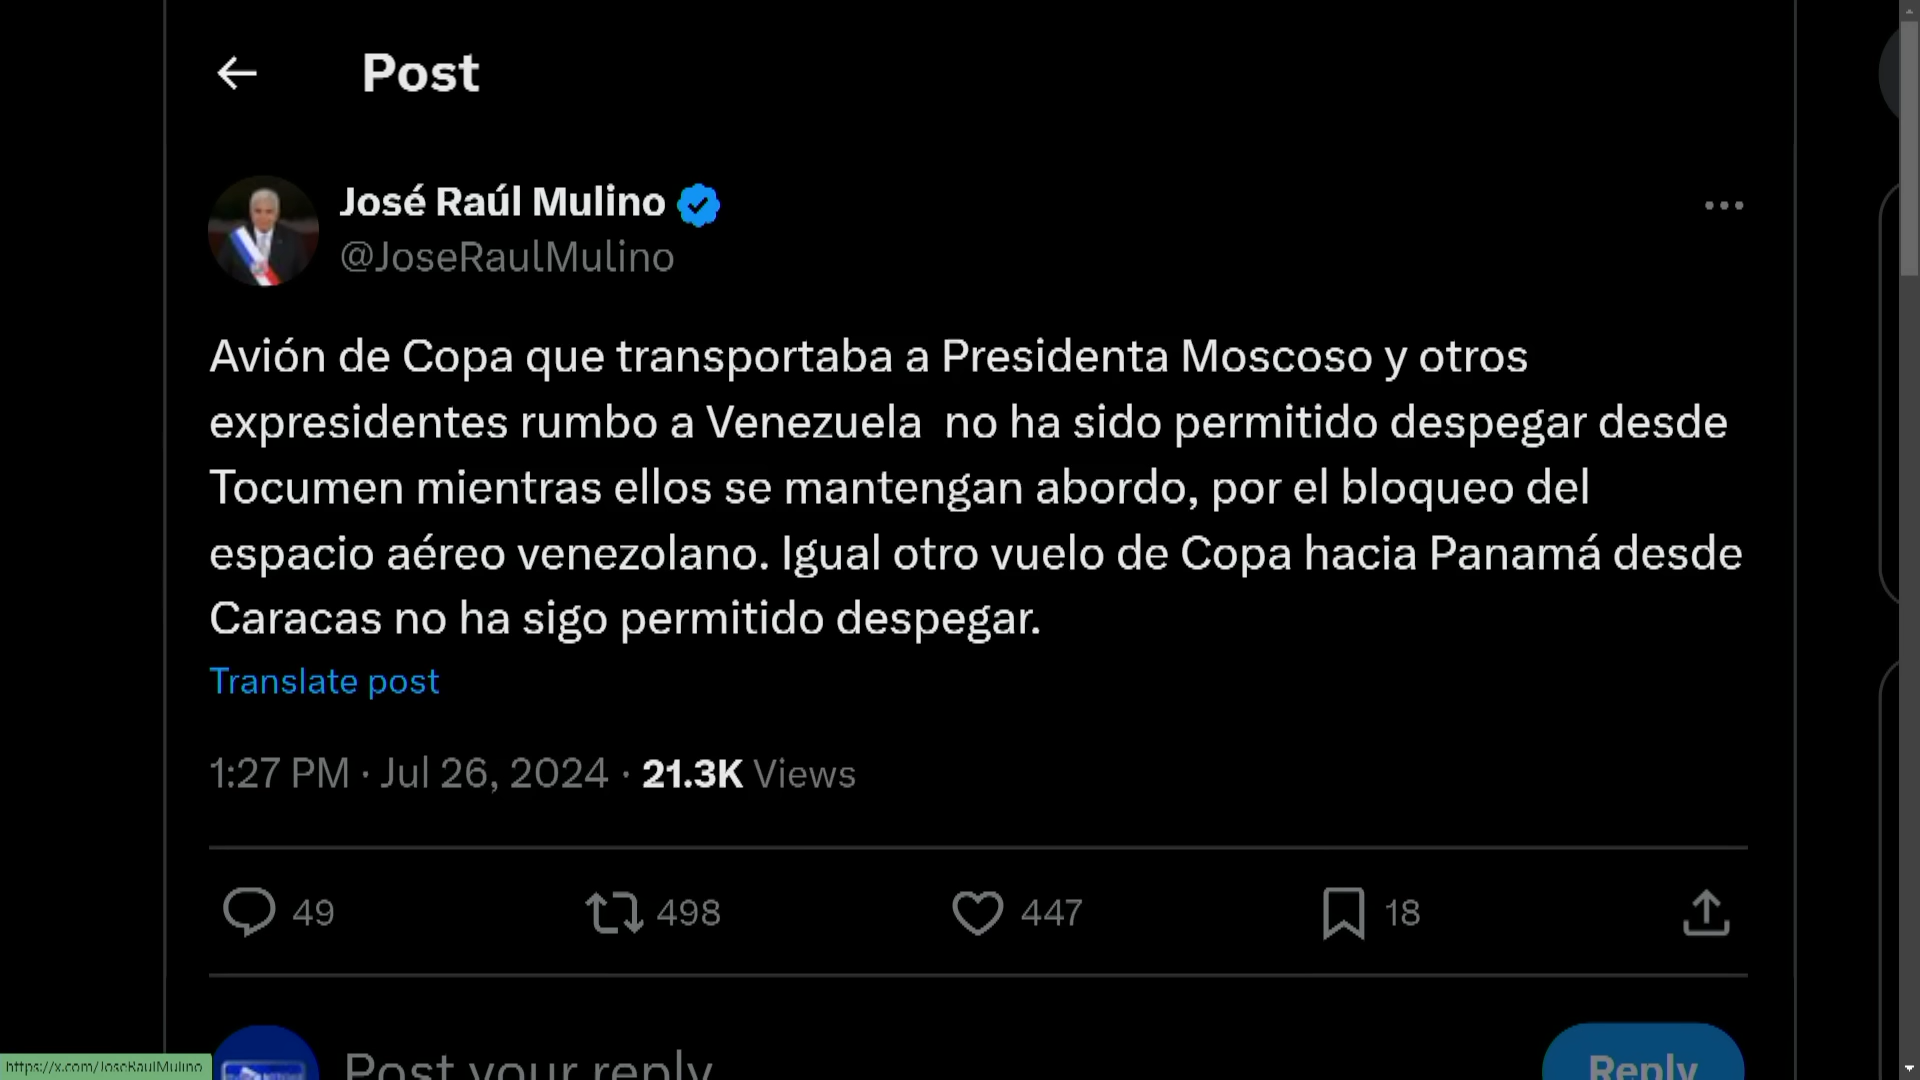 Post
José Raúl Mulino
@JoseRaulMulino
Avión de Copa que transportaba a Presidenta Moscoso y otros
expresidentes rumbo a Venezuela  no ha sido permitido despegar desde
Tocumen mientras ellos se mantengan abordo, por el bloqueo del
espacio aéreo venezolano. Igual otro vuelo de Copa hacia Panamá desde
Caracas no ha sigo permitido despegar.
Translate post
1:27 PM · Jul 26, 2024 · 21.3K Views
49 498 447 18
Post your reply
Reply
https://x.com/JoseRaulMulino